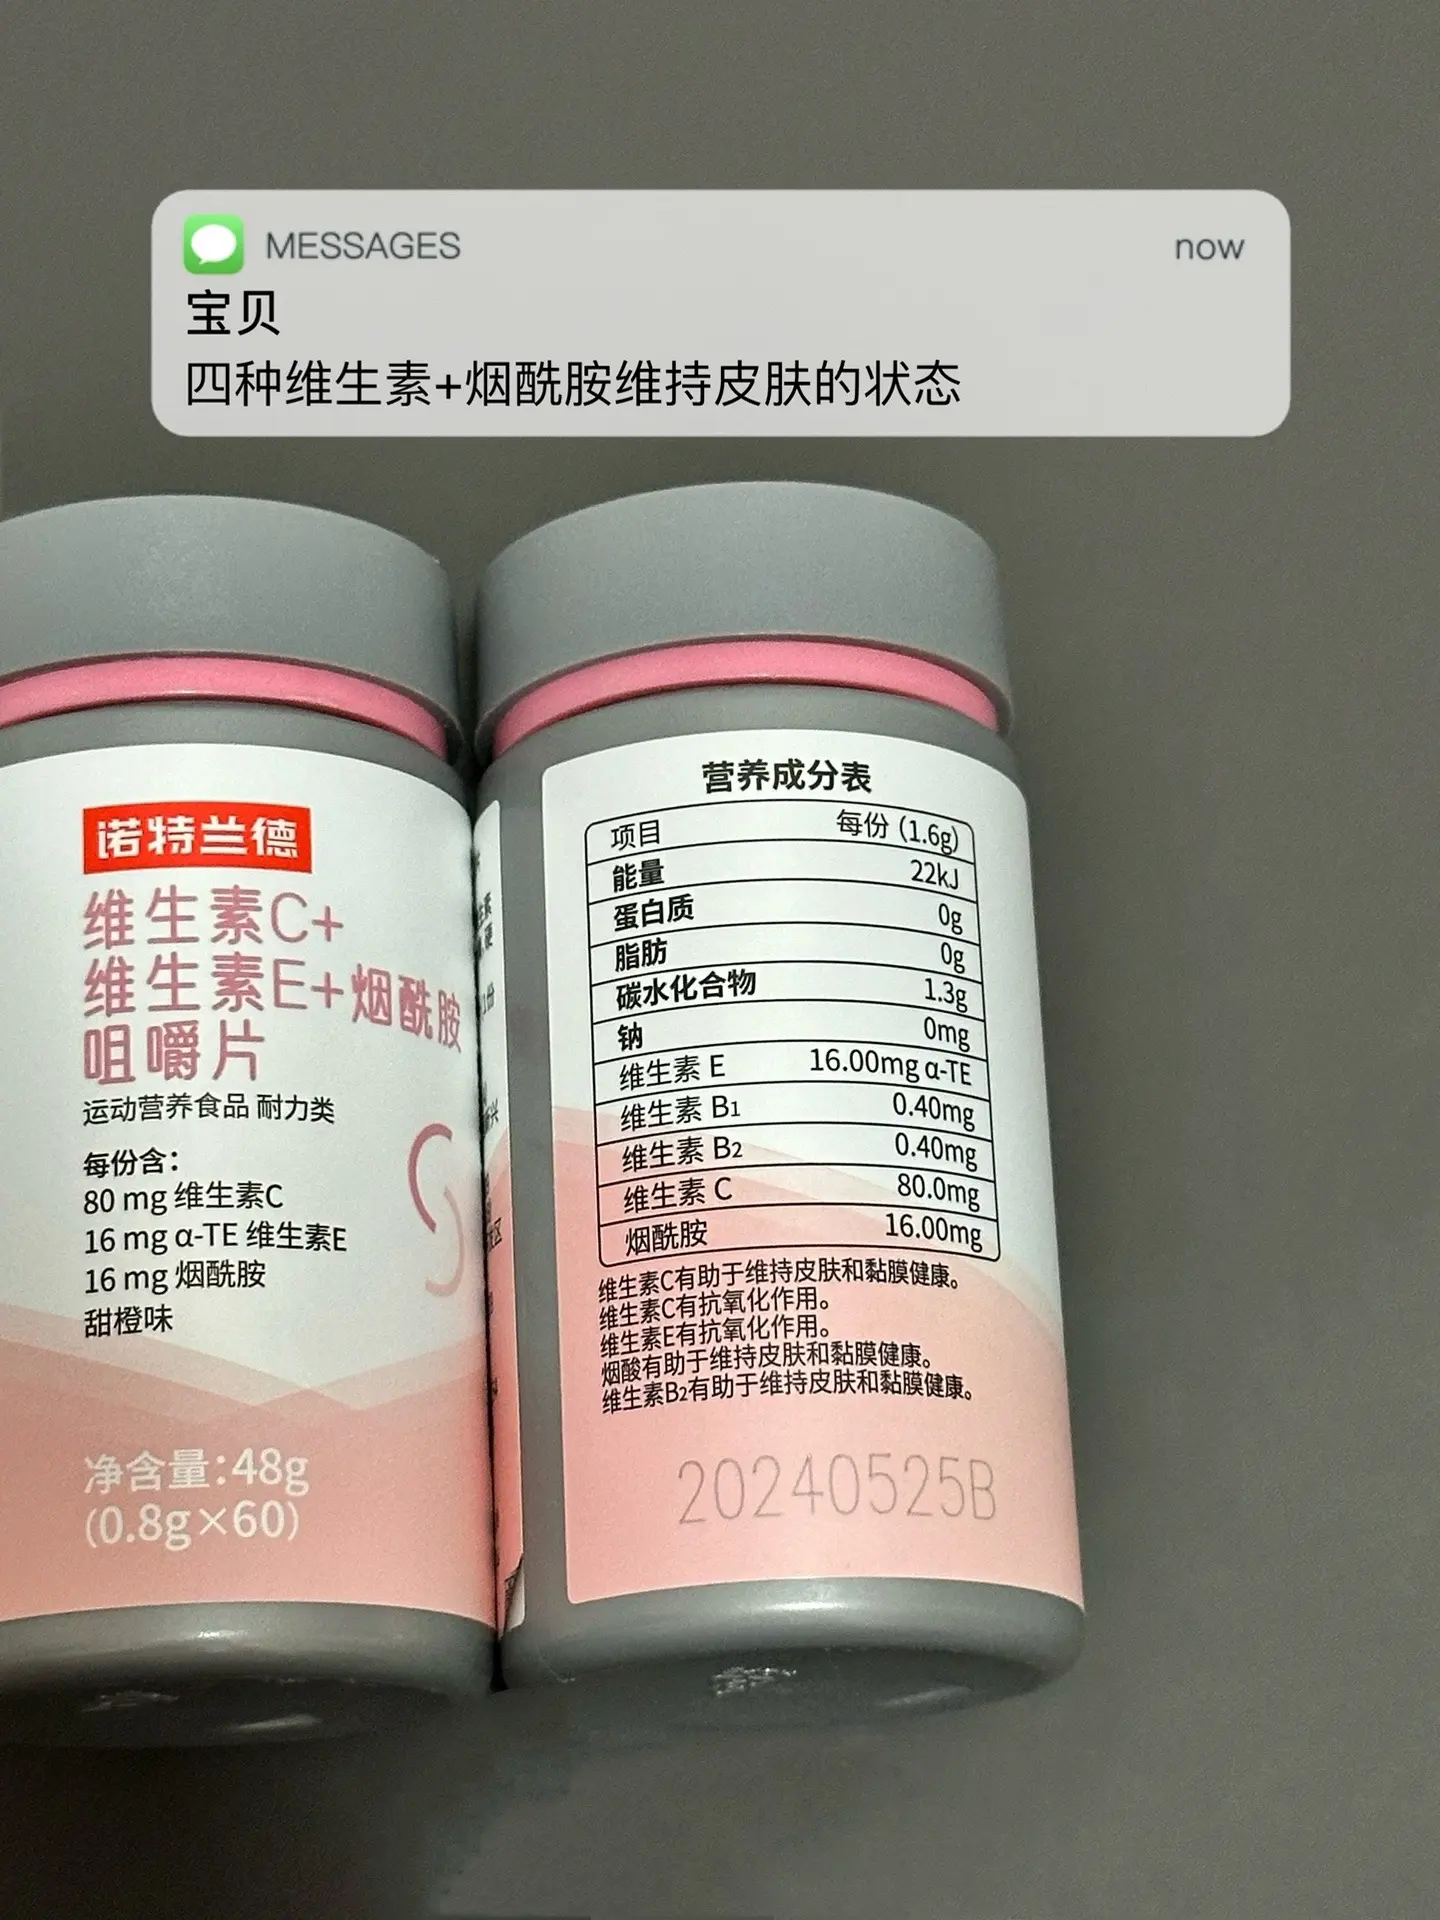 MESSAGES
now
宝贝
四种维生素+烟酰胺维持皮肤的状态
诺特兰德
维生素C+
维生素E+烟酰胺
咀嚼片
运动营养食品 耐力类
每份含：
80 mg 维生素C
16 mg α-TE 维生素E
16 mg 烟酰胺
甜橙味
净含量：48g
(0.8g×60)
营养成分表
项目 每份 (1.6g)
能量 22kJ
蛋白质 0g
脂肪 0g
碳水化合物 1.3g
钠 0mg
维生素 E 16.00mg α-TE
维生素 B1 0.40mg
维生素 B2 0.40mg
维生素 C 80.0mg
烟酰胺 16.00mg
维生素C有助于维持皮肤和黏膜健康。
维生素C有抗氧化作用。
维生素E有抗氧化作用。
烟酸有助于维持皮肤和黏膜健康。
维生素B2有助于维持皮肤和黏膜健康。
20240525B